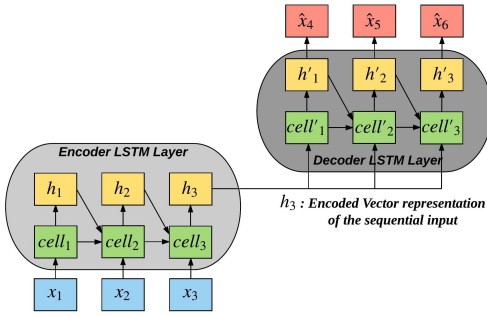 x̂₄ x̂₅ x̂₆
h'₁ h'₂ h'₃
cell'₁ cell'₂ cell'₃
Decoder LSTM Layer
Encoder LSTM Layer
h₁ h₂ h₃
h₃ : Encoded Vector representation
of the sequential input
cell₁ cell₂ cell₃
x₁ x₂ x₃